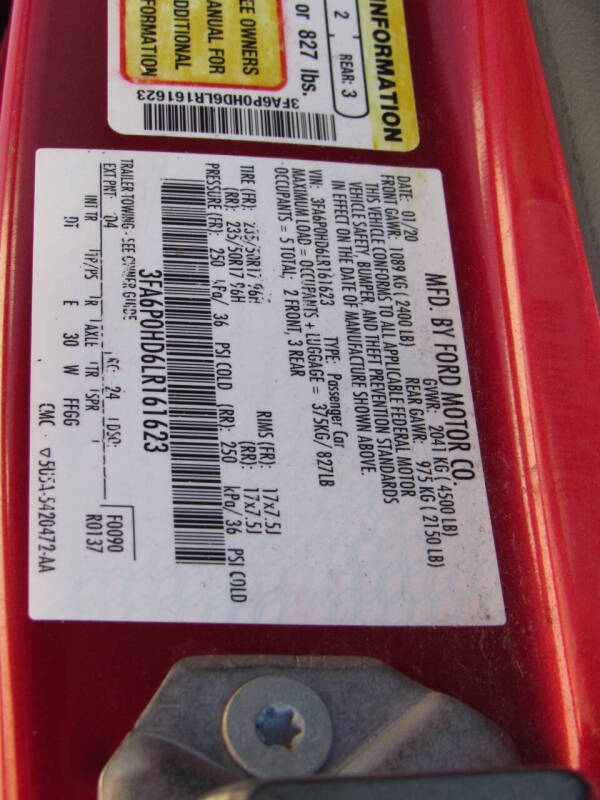 INFORMATION
2 REAR: 3
or 827 lbs.
EE OWNERS
ANUAL FOR
DDITIONAL
FORMATION
3FA6P0HD6LR161623
MFD. BY FORD MOTOR CO.
DATE: 01/20 GVWR: 2041 KG ( 4500 LB)
FRONT GAWR: 1089 KG ( 2400 LB) REAR GAWR: 975 KG ( 2150 LB)
THIS VEHICLE CONFORMS TO ALL APPLICABLE FEDERAL MOTOR
VEHICLE SAFETY, BUMPER, AND THEFT PREVENTION STANDARDS
IN EFFECT ON THE DATE OF MANUFACTURE SHOWN ABOVE.
VIN: 3FA6P0HD6LR161623 TYPE: Passenger Car
MAXIMUM LOAD = OCCUPANTS + LUGGAGE = 375KG/ 827LB
OCCUPANTS = 5 TOTAL, 2 FRONT, 3 REAR
TIRE (FR): 235/50R17 96H RIMS (FR): 17x7.5J
(RR): 235/50R17 96H (RR): 17x7.5J
PRESSURE (FR): 250 kPa/ 36 PSI COLD (RR): 250 kPa/ 36 PSI COLD
3FA6P0HD6LR161623
TRAILER TOWING - SEE OWNER GUIDE
EXT PNT: D4 RC: 24 DSO: F0090
INT TR TP/PS R AXLE TR SPR R0137
E 30 W FFGG
CMC 5U5A-5420472-AA